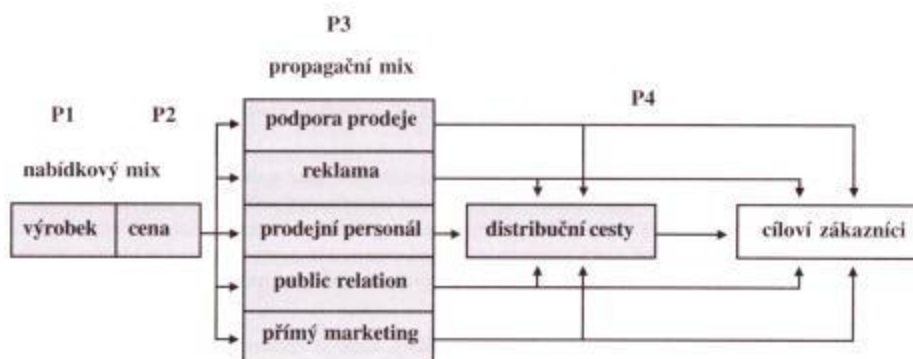 P3
propagační mix
P4
P1 P2
nabídkový mix
podpora prodeje
reklama
výrobek cena
prodejní personál
distribuční cesty
cíloví zákazníci
public relation
přímý marketing